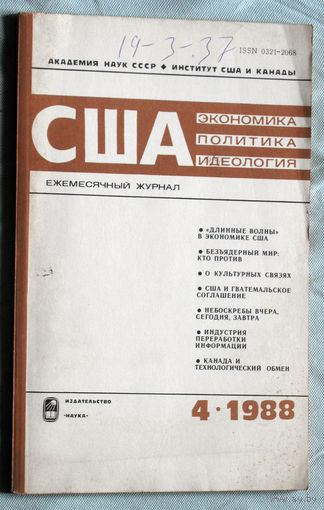 19-3-37
ISSN 0321-2068
АКАДЕМИЯ НАУК СССР ◆ ИНСТИТУТ США И КАНАДЫ
США
ЭКОНОМИКА
ПОЛИТИКА
ИДЕОЛОГИЯ
ЕЖЕМЕСЯЧНЫЙ ЖУРНАЛ
● «ДЛИННЫЕ ВОЛНЫ»
В ЭКОНОМИКЕ США
● БЕЗЪЯДЕРНЫЙ МИР:
КТО ПРОТИВ
● О КУЛЬТУРНЫХ СВЯЗЯХ
● США И ГВАТЕМАЛЬСКОЕ
СОГЛАШЕНИЕ
● НЕБОСКРЕБЫ ВЧЕРА,
СЕГОДНЯ, ЗАВТРА
● ИНДУСТРИЯ
ПЕРЕРАБОТКИ
ИНФОРМАЦИИ
● КАНАДА И
ТЕХНОЛОГИЧЕСКИЙ ОБМЕН
ИЗДАТЕЛЬСТВО
«НАУКА»
4 · 1988